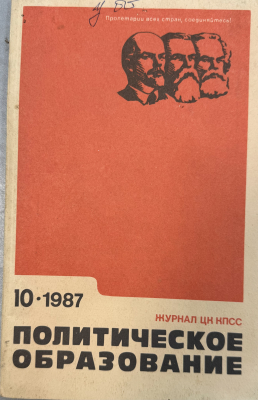 Пролетарии всех стран, соединяйтесь!
10·1987
ЖУРНАЛ ЦК КПСС
ПОЛИТИЧЕСКОЕ
ОБРАЗОВАНИЕ